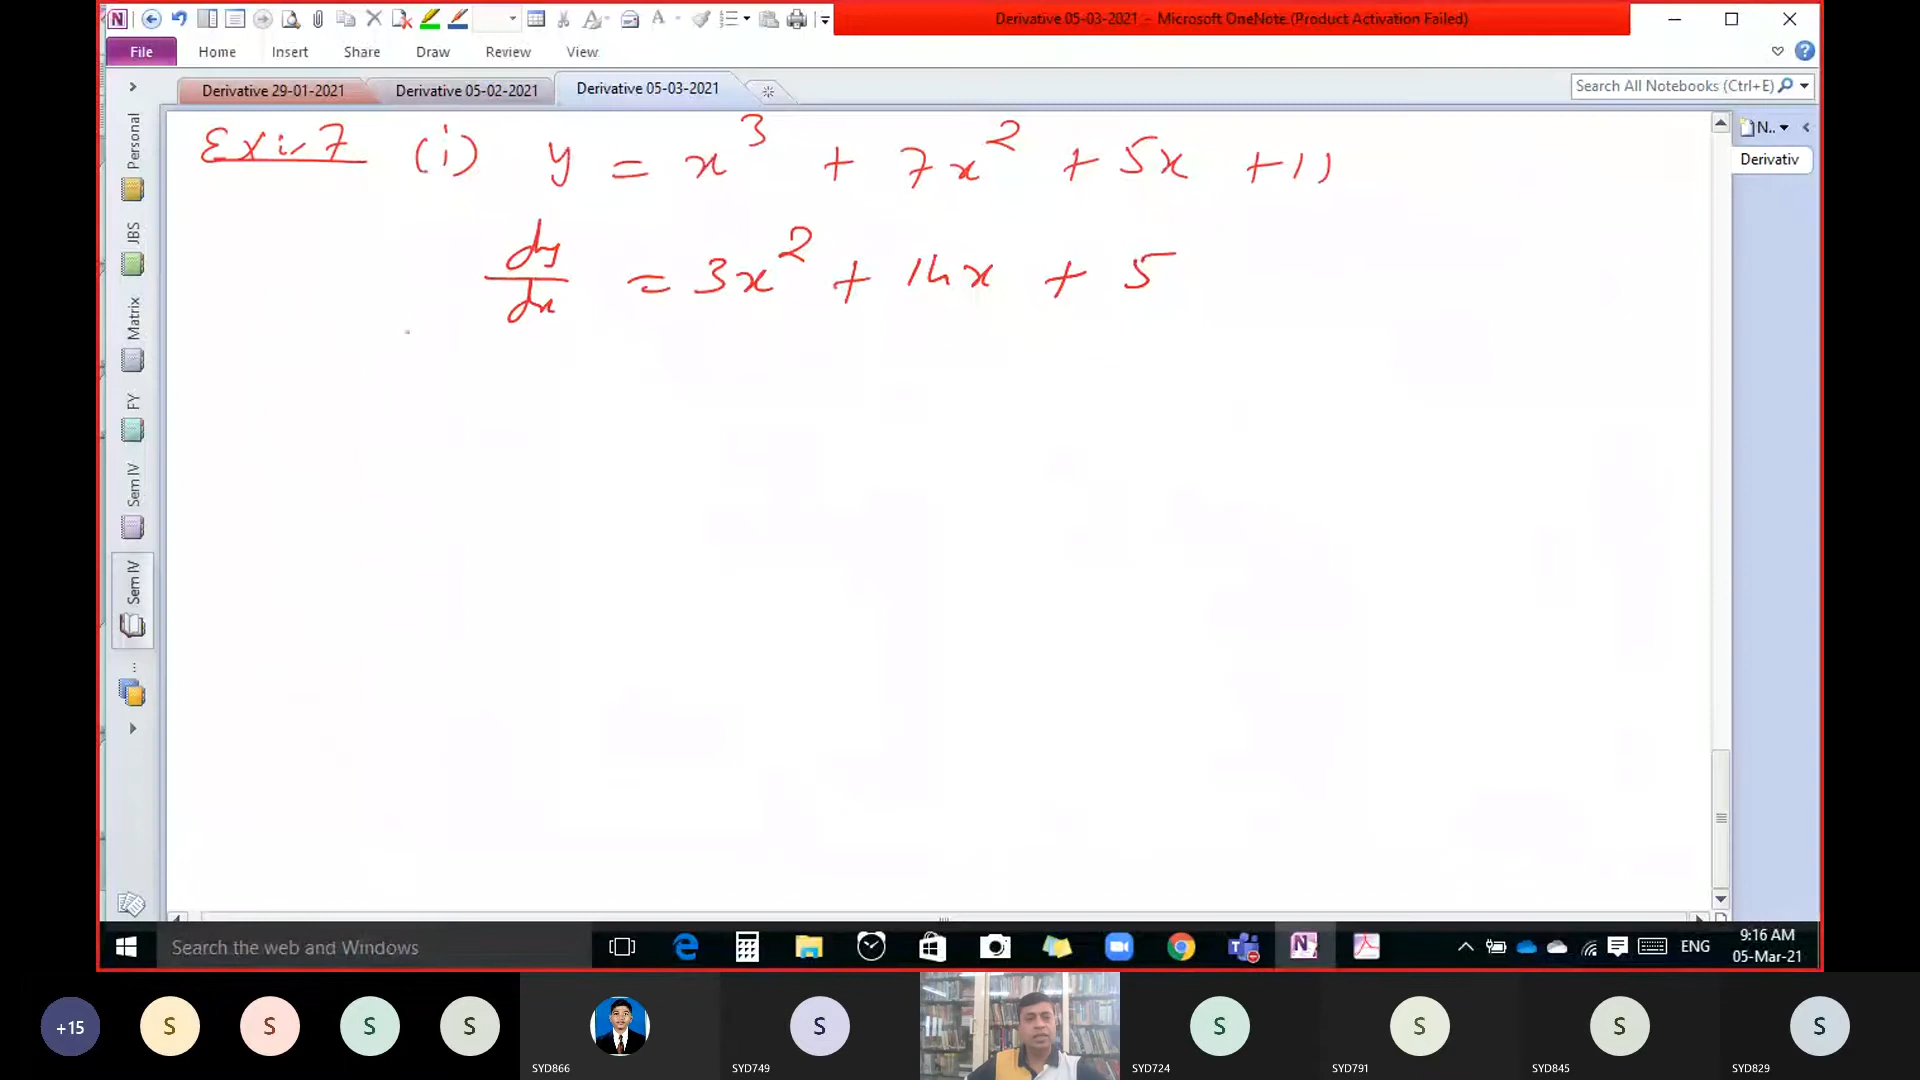 Derivative 05-03-2021 - Microsoft OneNote (Product Activation Failed)
File Home Insert Share Draw Review View
Derivative 29-01-2021 Derivative 05-02-2021 Derivative 05-03-2021
Search All Notebooks (Ctrl+E)
N..
Derivativ
Personal
JBS
Matrix
FY
Sem IV
Sem IV
Ex:-7 (i) y = x³ + 7x² + 5x + 11
dy/dx = 3x² + 14x + 5
Search the web and Windows
ENG
9:16 AM
05-Mar-21
+15 S S S S S S S S S
SYD866 SYD749 SYD724 SYD791 SYD845 SYD829